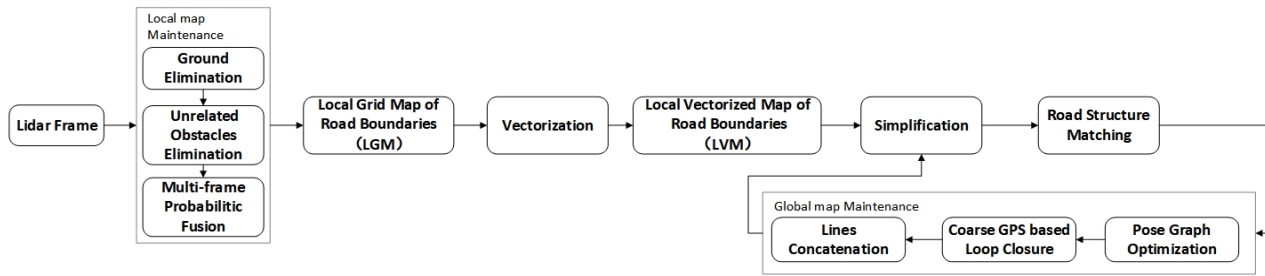 Local map
Maintenance
Ground
Elimination
Lidar Frame
Unrelated
Obstacles
Elimination
Multi-frame
Probabilitic
Fusion
Local Grid Map of
Road Boundaries
（LGM）
Vectorization
Local Vectorized Map of
Road Boundaries
（LVM）
Simplification
Road Structure
Matching
Global map Maintenance
Lines
Concatenation
Coarse GPS based
Loop Closure
Pose Graph
Optimization